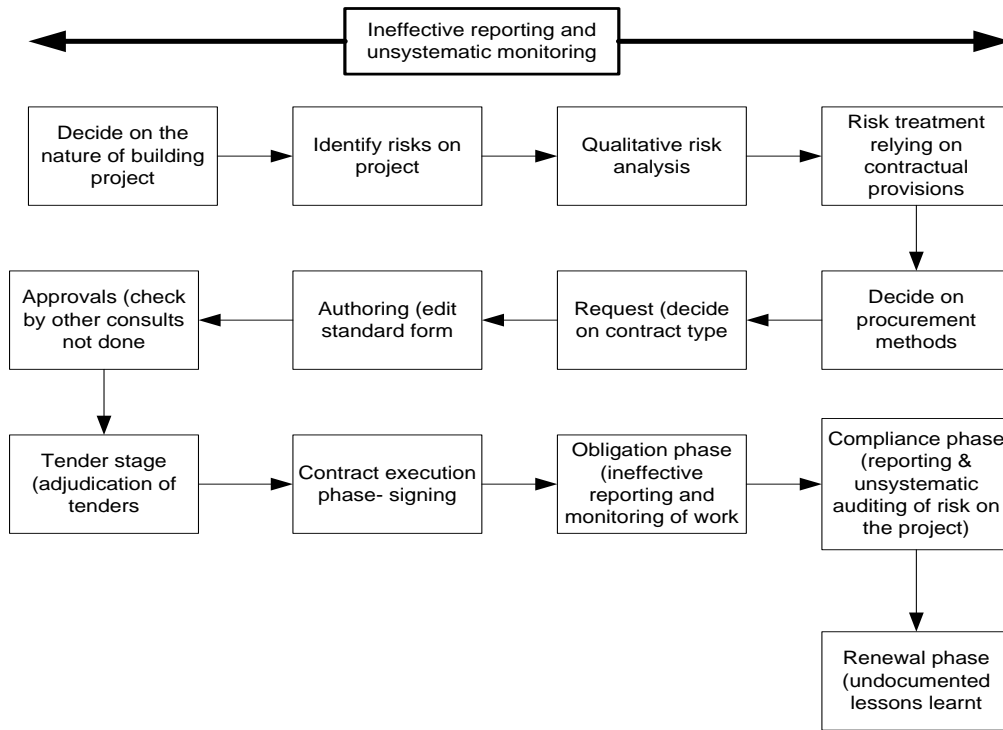 Ineffective reporting and
unsystematic monitoring
Decide on the
nature of building
project
Identify risks on
project
Qualitative risk
analysis
Risk treatment
relying on
contractual
provisions
Approvals (check
by other consults
not done
Authoring (edit
standard form
Request (decide
on contract type
Decide on
procurement
methods
Tender stage
(adjudication of
tenders
Contract execution
phase- signing
Obligation phase
(ineffective
reporting and
monitoring of work
Compliance phase
(reporting &
unsystematic
auditing of risk on
the project)
Renewal phase
(undocumented
lessons learnt